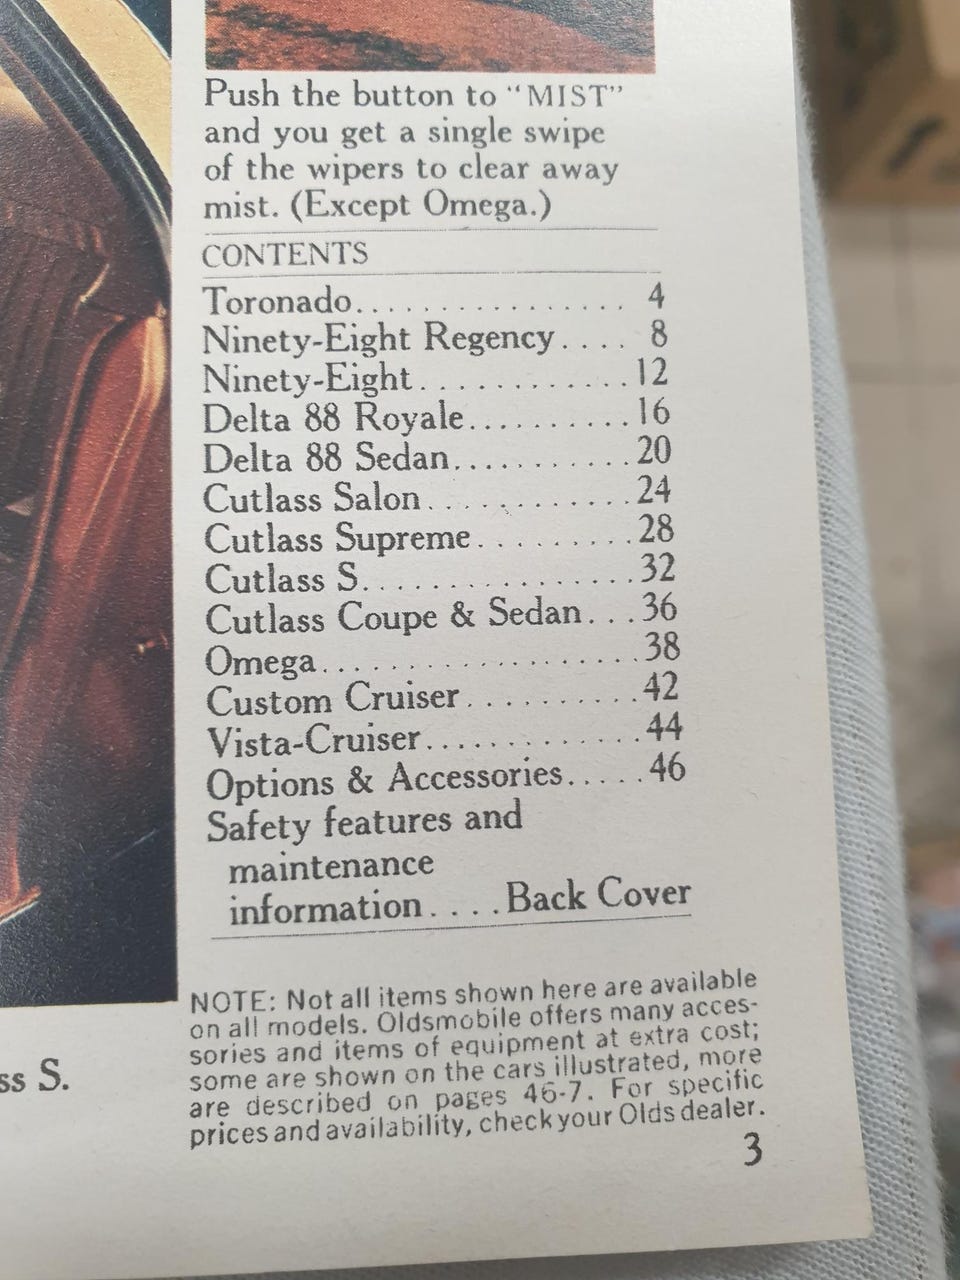 Push the button to “MIST”
and you get a single swipe
of the wipers to clear away
mist. (Except Omega.)
CONTENTS
Toronado................ 4
Ninety-Eight Regency.... 8
Ninety-Eight............12
Delta 88 Royale..........16
Delta 88 Sedan...........20
Cutlass Salon............24
Cutlass Supreme.........28
Cutlass S................32
Cutlass Coupe & Sedan...36
Omega...................38
Custom Cruiser..........42
Vista-Cruiser.............44
Options & Accessories.....46
Safety features and
maintenance
information....Back Cover
ss S.
NOTE: Not all items shown here are available
on all models. Oldsmobile offers many acces-
sories and items of equipment at extra cost;
some are shown on the cars illustrated, more
are described on pages 46-7. For specific
prices and availability, check your Olds dealer.
3